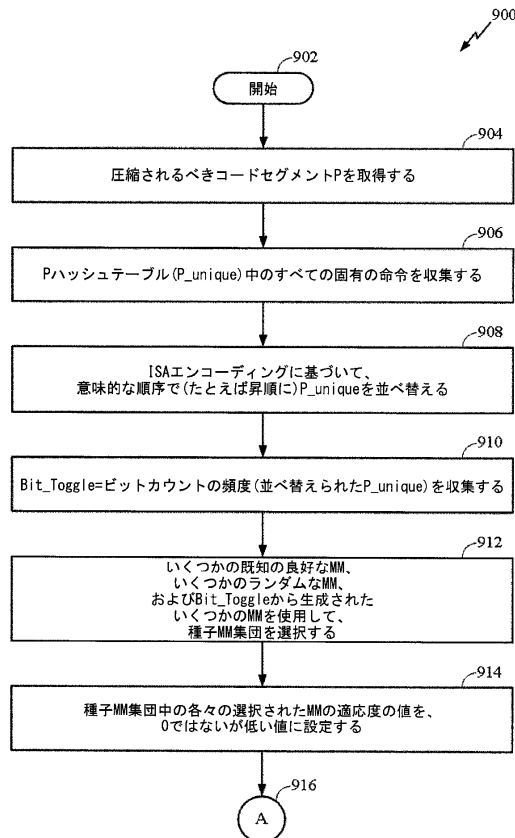 900
902
開始
904
圧縮されるべきコードセグメントPを取得する
906
Pハッシュテーブル(P_unique)中のすべての固有の命令を収集する
908
ISAエンコーディングに基づいて、
意味的な順序で(たとえば昇順に)P_uniqueを並べ替える
910
Bit_Toggle=ビットカウントの頻度(並べ替えられたP_unique)を収集する
912
いくつかの既知の良好なMM、
いくつかのランダムなMM、
およびBit_Toggleから生成された
いくつかのMMを使用して、
種子MM集団を選択する
914
種子MM集団中の各々の選択されたMMの適応度の値を、
0ではないが低い値に設定する
916
A